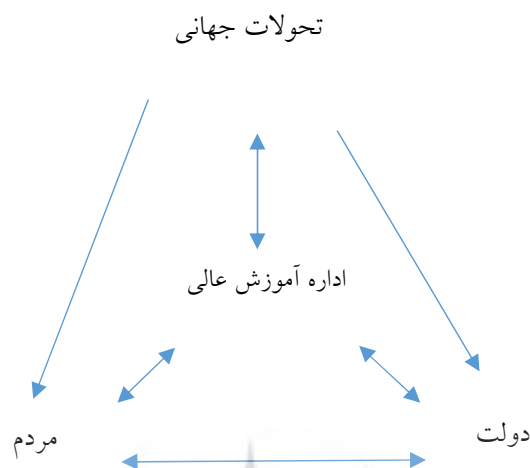 تحولات جهانی
اداره آموزش عالی
دولت
مردم